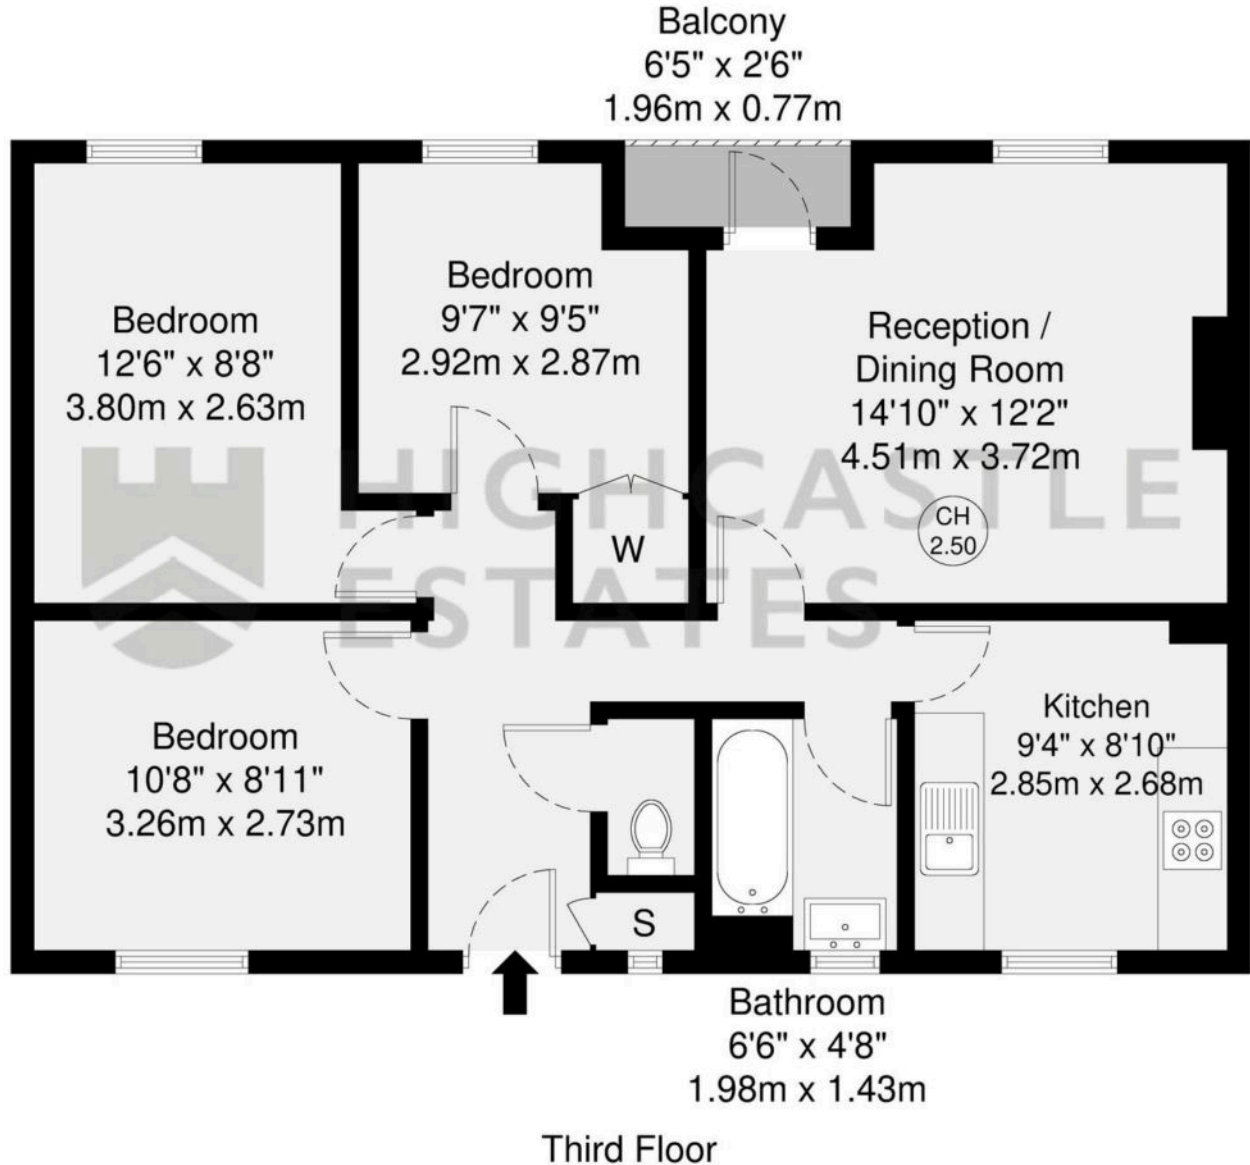 Balcony
6'5" x 2'6"
1.96m x 0.77m
Bedroom
12'6" x 8'8"
3.80m x 2.63m
Bedroom
9'7" x 9'5"
2.92m x 2.87m
Reception /
Dining Room
14'10" x 12'2"
4.51m x 3.72m
CH
2.50
HIGHCASTLE
ESTATES
W
Bedroom
10'8" x 8'11"
3.26m x 2.73m
Kitchen
9'4" x 8'10"
2.85m x 2.68m
S
Bathroom
6'6" x 4'8"
1.98m x 1.43m
Third Floor